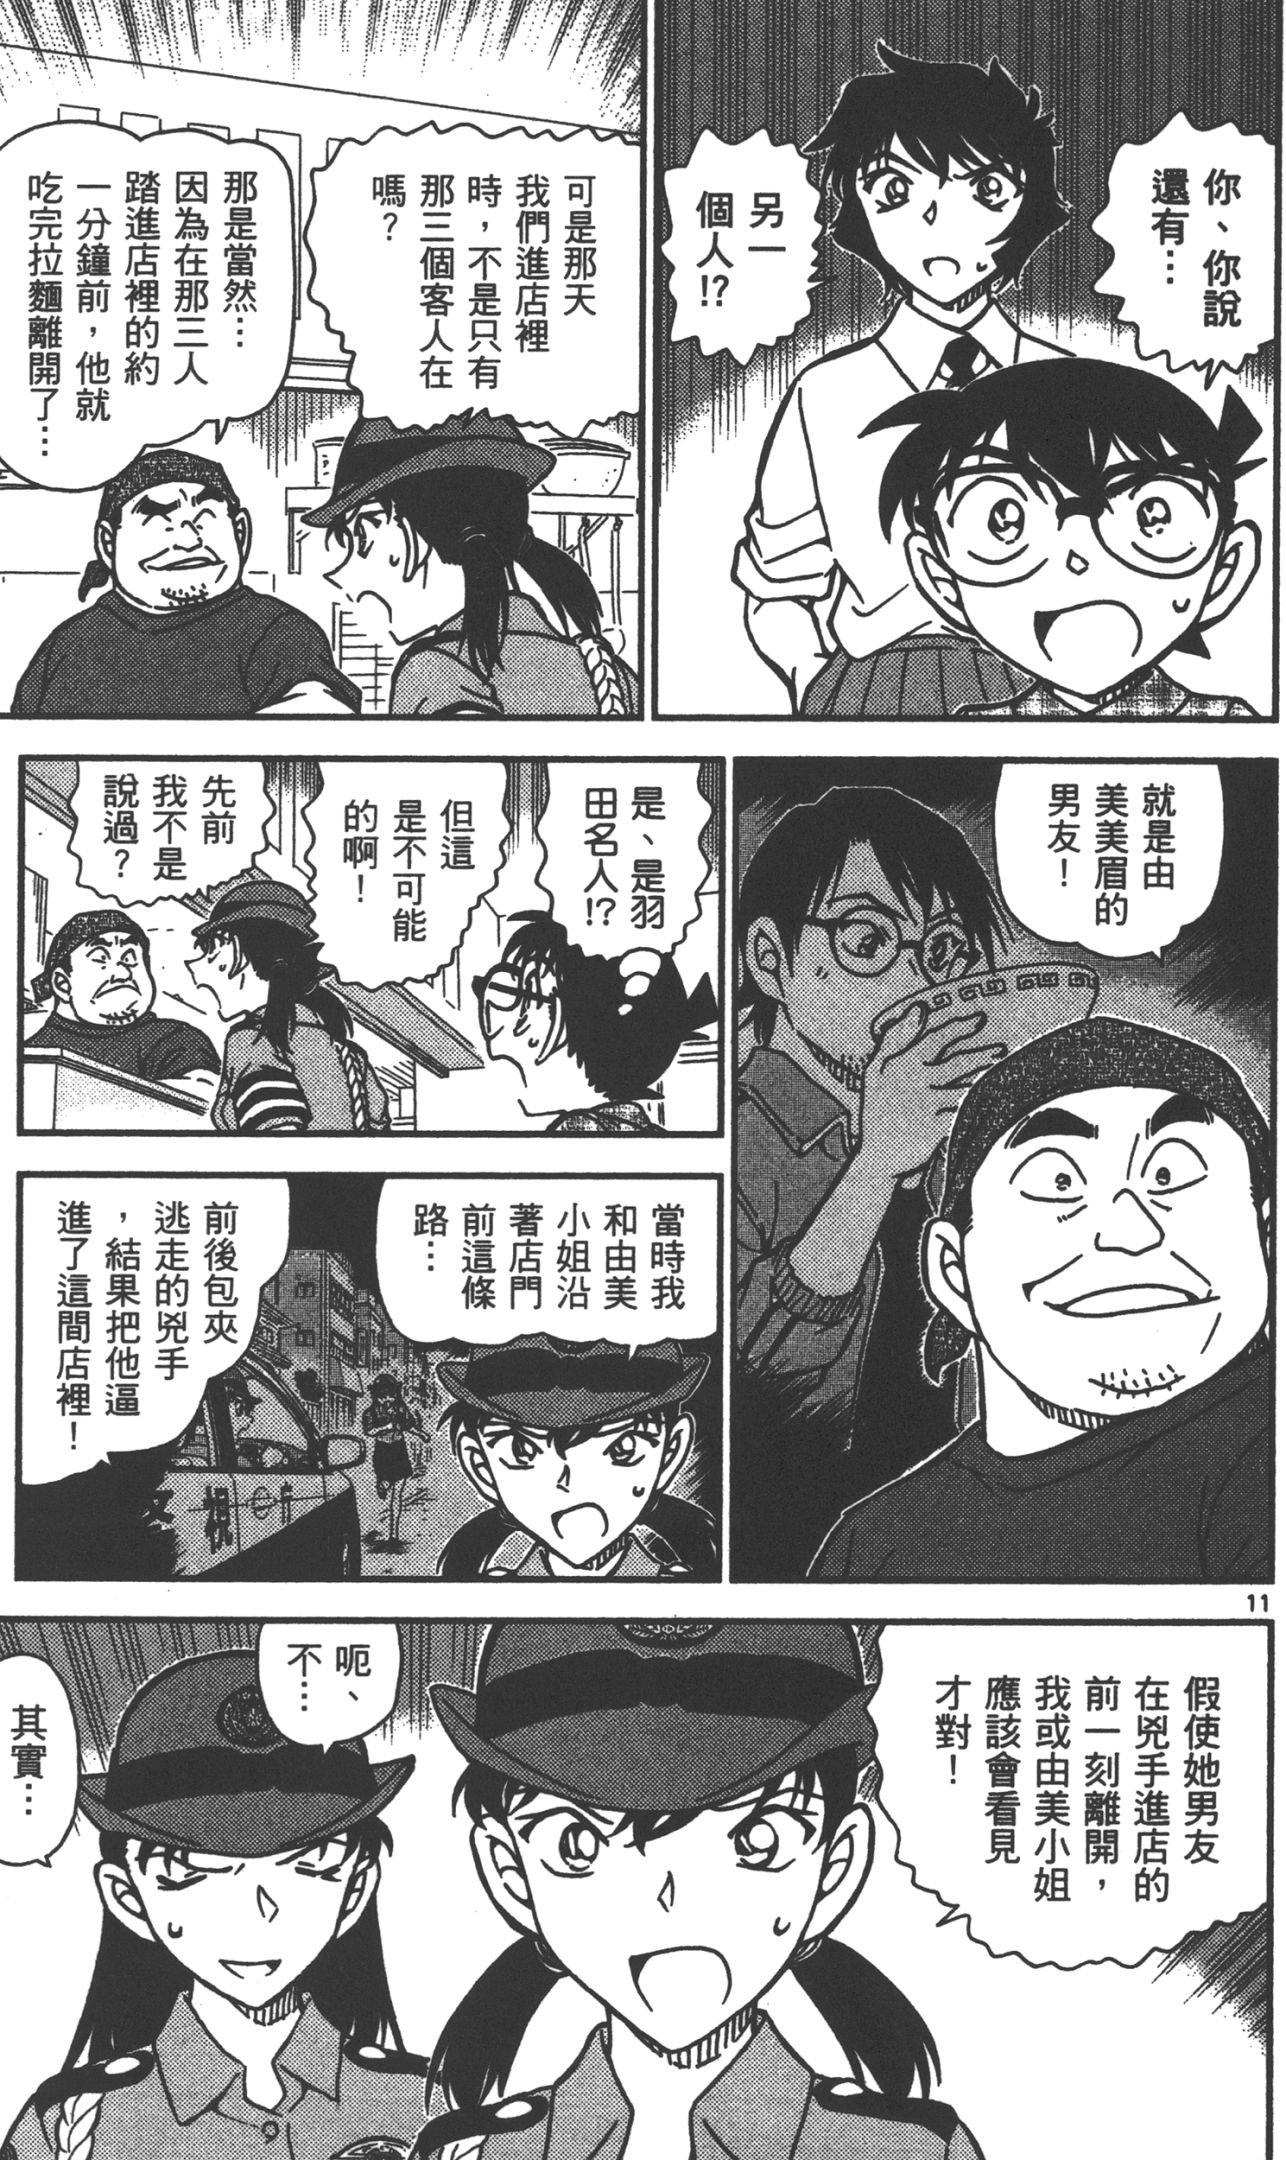 你、你說
還有…
另一
個人!?
可是那天
我們進店裡
時，不是只有
那三個客人在
嗎？
那是當然…
因為在那三人
踏進店裡的約
一分鐘前，他就
吃完拉麵離開了…
就是由
美美眉的
男友！
是、是羽
田名人!?
但這
是不可能
的啊！
先前
我不是
說過？
當時我
和由美
小姐沿
著店門
前這條
路…
前後包夾
逃走的兇手
，結果把他逼
進了這間店裡！
視
11
假使她男友
在兇手進店的
前一刻離開，
我或由美小姐
應該會看見
才對！
呃、
不…
其實…